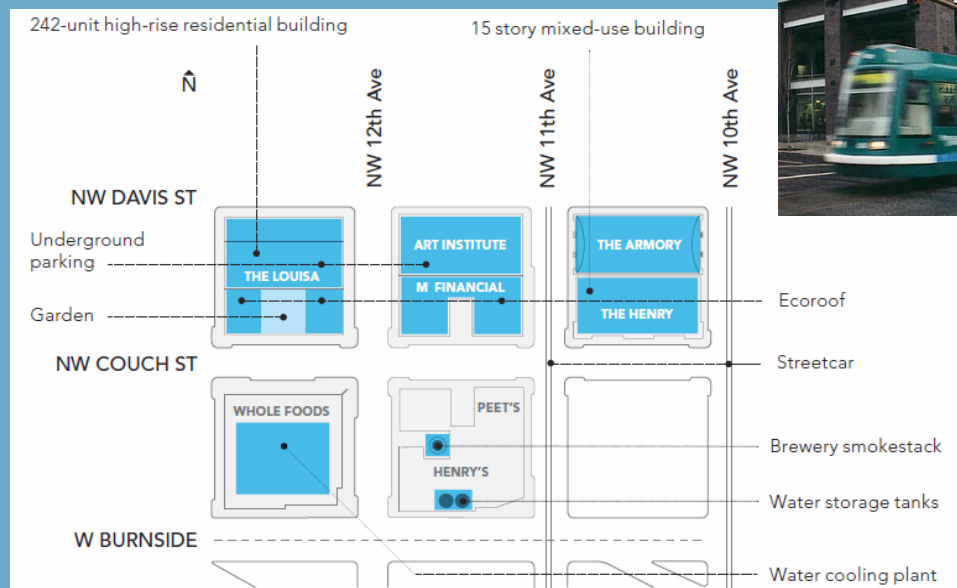 242-unit high-rise residential building
15 story mixed-use building
N
NW 12th Ave
NW 11th Ave
NW 10th Ave
NW DAVIS ST
Underground
parking
ART INSTITUTE
THE ARMORY
THE LOUISA
M FINANCIAL
Ecoroof
Garden
THE HENRY
NW COUCH ST
Streetcar
WHOLE FOODS
PEET'S
Brewery smokestack
HENRY'S
Water storage tanks
W BURNSIDE
Water cooling plant